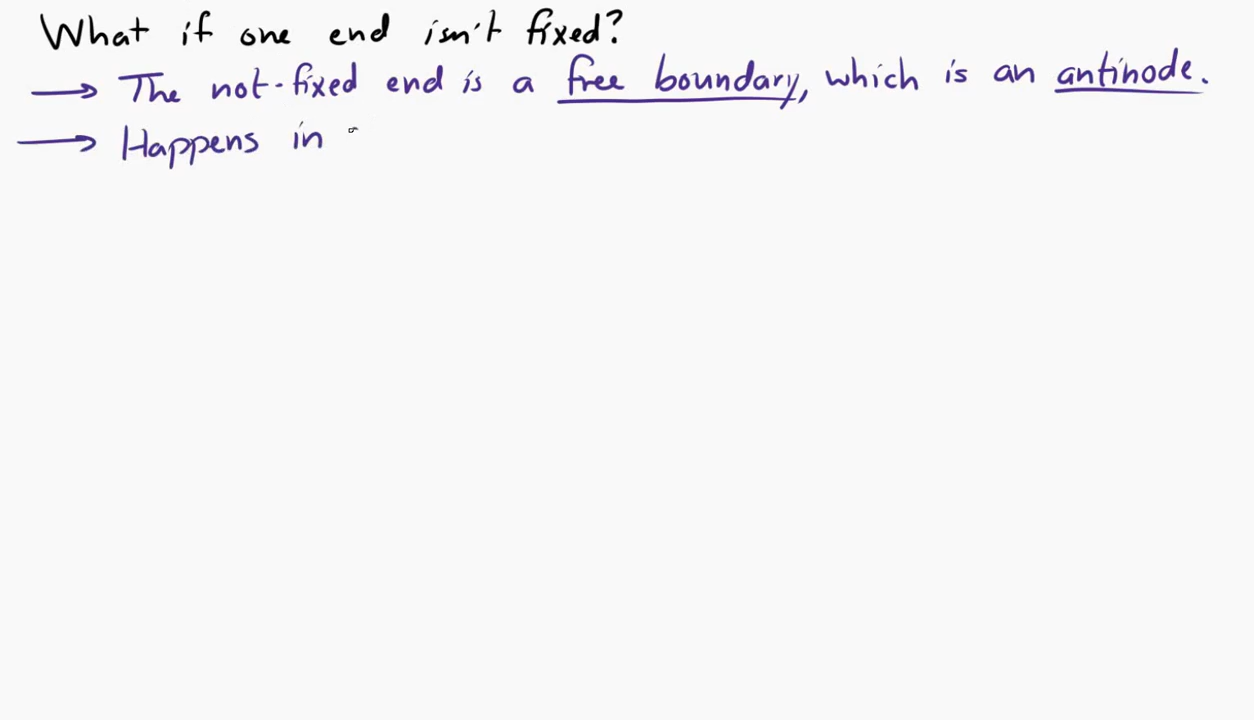 What if one end isn't fixed?
→ The not-fixed end is a free boundary, which is an antinode.
→ Happens in